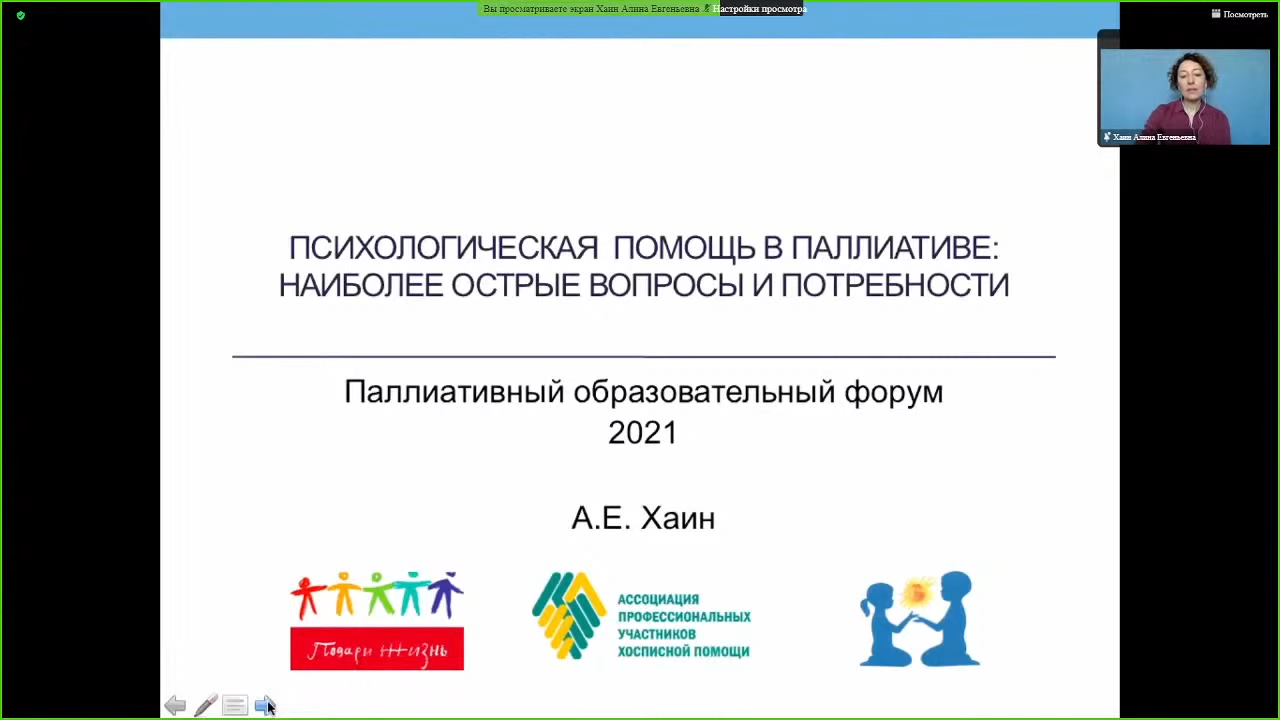 Вы просматриваете экран Хаин Алина Евгеньевна
Настройки просмотра
Посмотреть
Хаин Алина Евгеньевна
ПСИХОЛОГИЧЕСКАЯ ПОМОЩЬ В ПАЛЛИАТИВЕ:
НАИБОЛЕЕ ОСТРЫЕ ВОПРОСЫ И ПОТРЕБНОСТИ
Паллиативный образовательный форум
2021
А.Е. Хаин
Подари жизнь
АССОЦИАЦИЯ
ПРОФЕССИОНАЛЬНЫХ
УЧАСТНИКОВ
ХОСПИСНОЙ ПОМОЩИ